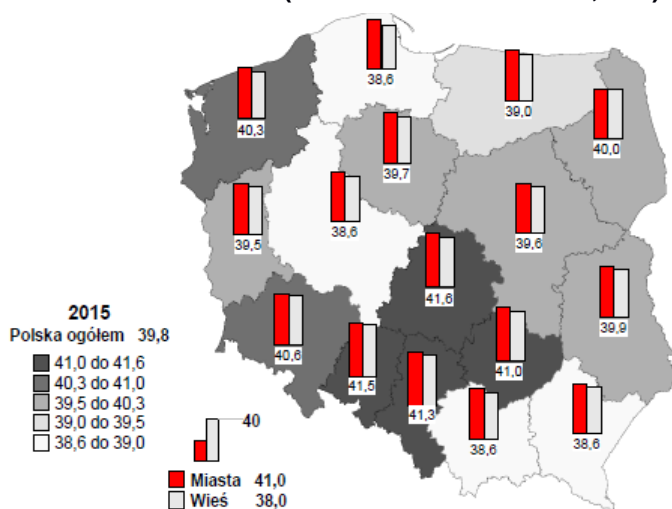 38,6
39,0
40,3
40,0
39,7
38,6
39,5
39,6
41,6
39,9
40,6
41,5
41,0
41,3
38,6
38,6
2015
Polska ogółem 39,8
41,0 do 41,6
40,3 do 41,0
39,5 do 40,3
39,0 do 39,5
38,6 do 39,0
40
Miasta 41,0
Wieś 38,0